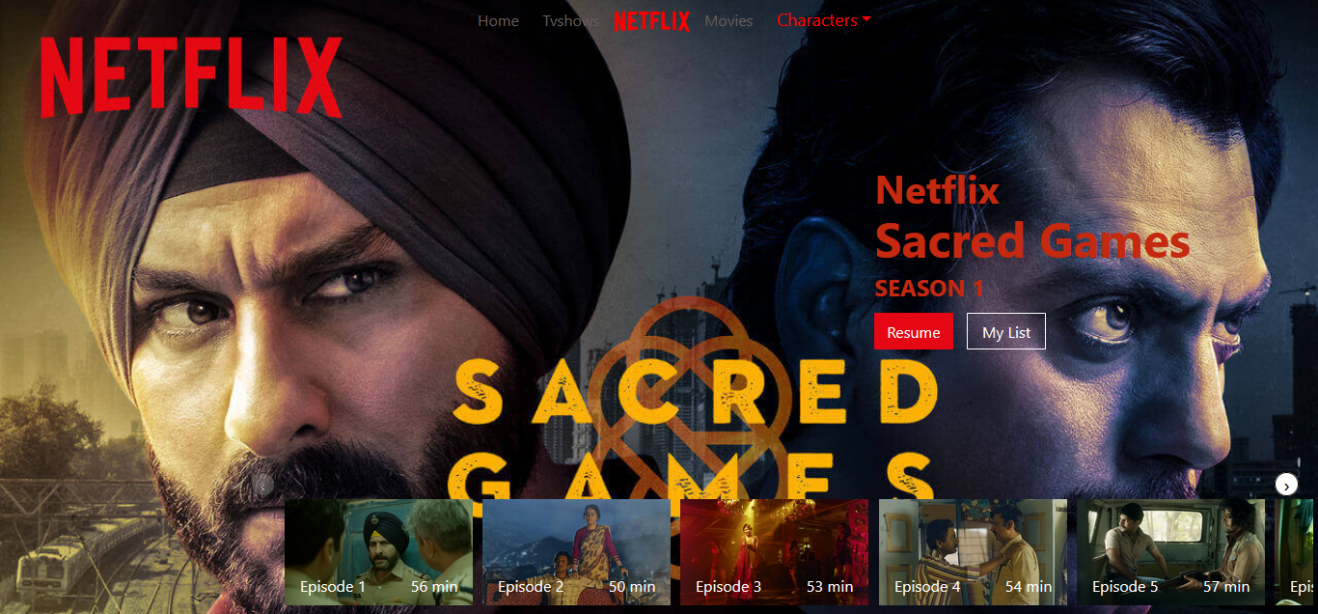 Home Tvshows NETFLIX Movies Characters
NETFLIX
Netflix
Sacred Games
SEASON 1
Resume My List
SACRED
GAMES
Episode 1 56 min Episode 2 50 min Episode 3 53 min Episode 4 54 min Episode 5 57 min